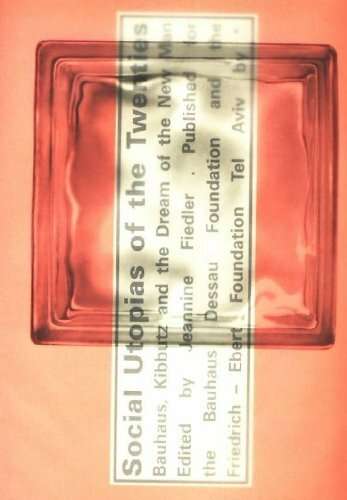 Social Utopias of the Twenties
Bauhaus, Kibbutz and the Dream of the New Man
Edited by Jeannine Fiedler · Published for
the Bauhaus Dessau Foundation and the
Friedrich – Ebert Foundation Tel Aviv by ·